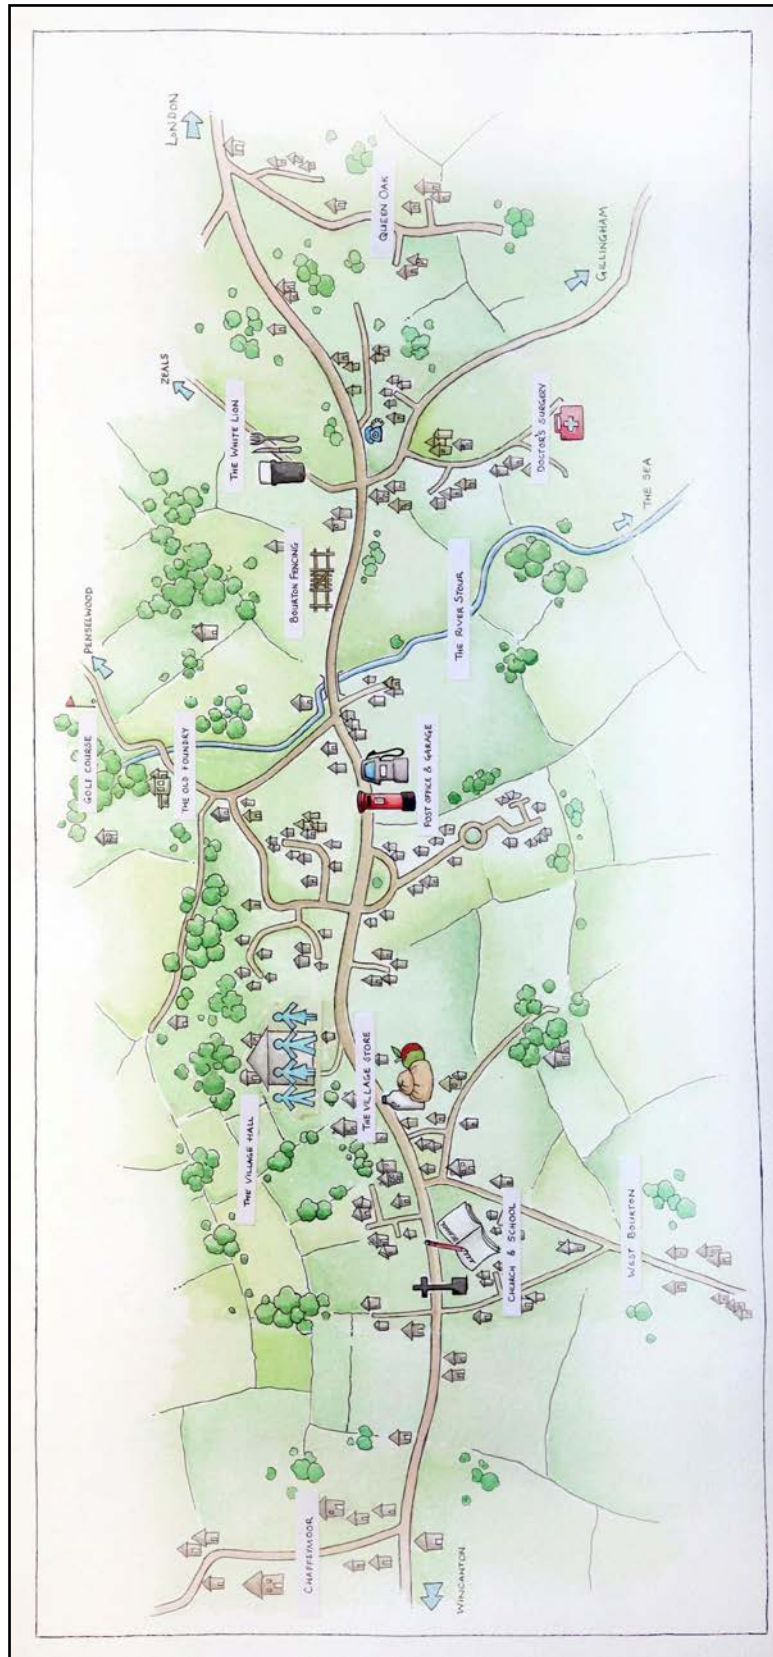 LONDON
QUEEN OAK
GILLINGHAM
ZEALS
THE WHITE LION
DOCTOR'S SURGERY
THE SEA
BOURTON FENCING
THE RIVER STOUR
PENSELWOOD
GOLF COURSE
THE OLD FOUNDRY
POST OFFICE & GARAGE
THE VILLAGE STORE
THE VILLAGE HALL
CHURCH & SCHOOL
WEST BOURTON
CHAFFEYMOOR
WINCANTON